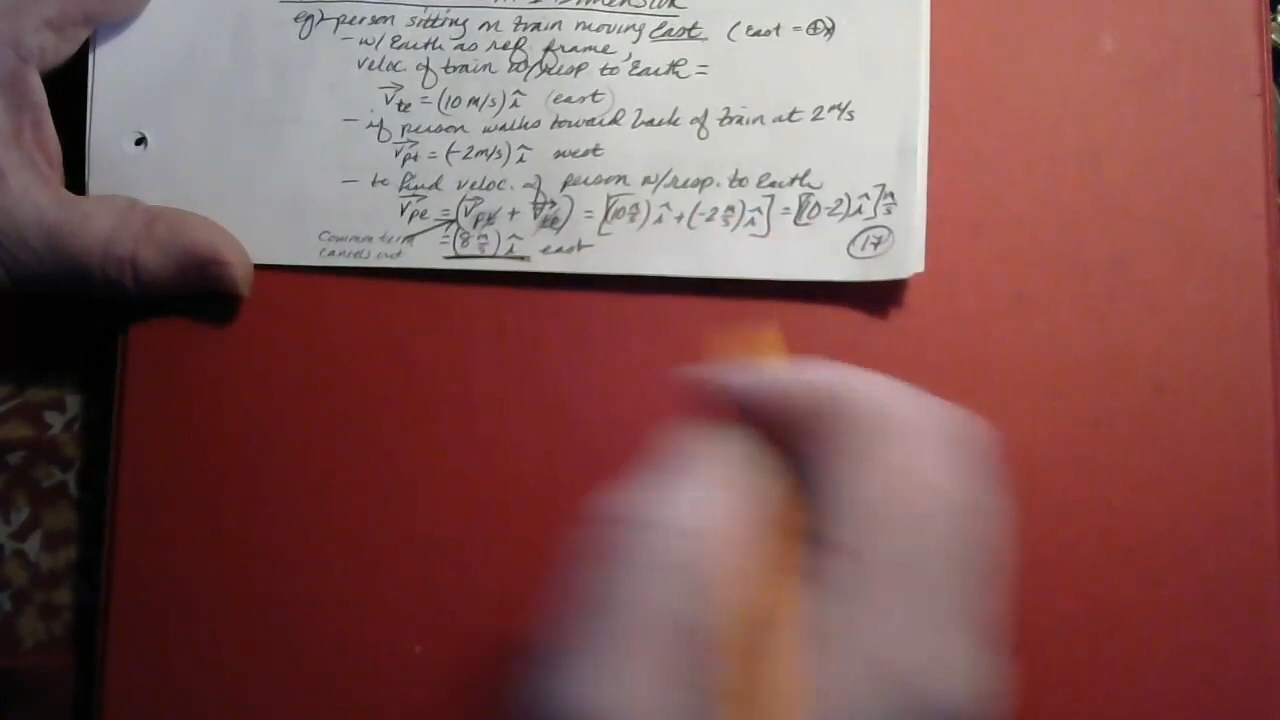 Dimension
eg) person sitting on train moving East (east = ⊕x)
- w/ Earth as ref frame,
veloc. of train w/resp to Earth =
v⃗te = (10 m/s) î (east)
- if person walks toward back of train at 2 m/s
v⃗pt = (-2 m/s) î west
- to find veloc. of person w/resp. to Earth
v⃗pe = (v⃗pt + v⃗te) = [(10 m/s) î + (-2 m/s) î] = [(10-2) î] m/s
Common term
cancels out
= (8 m/s) î east
17